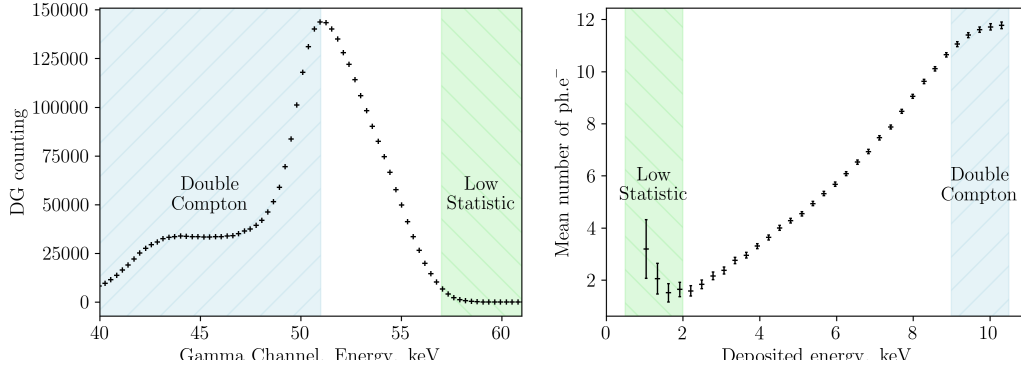 150000
125000
100000
75000
50000
25000
0
DG counting
Double
Compton
Low
Statistic
40
45
50
55
60
Gamma Channel, Energy, keV
12
10
8
6
4
2
Mean number of ph.e⁻
Low
Statistic
Double
Compton
0
2
4
6
8
10
Deposited energy, keV